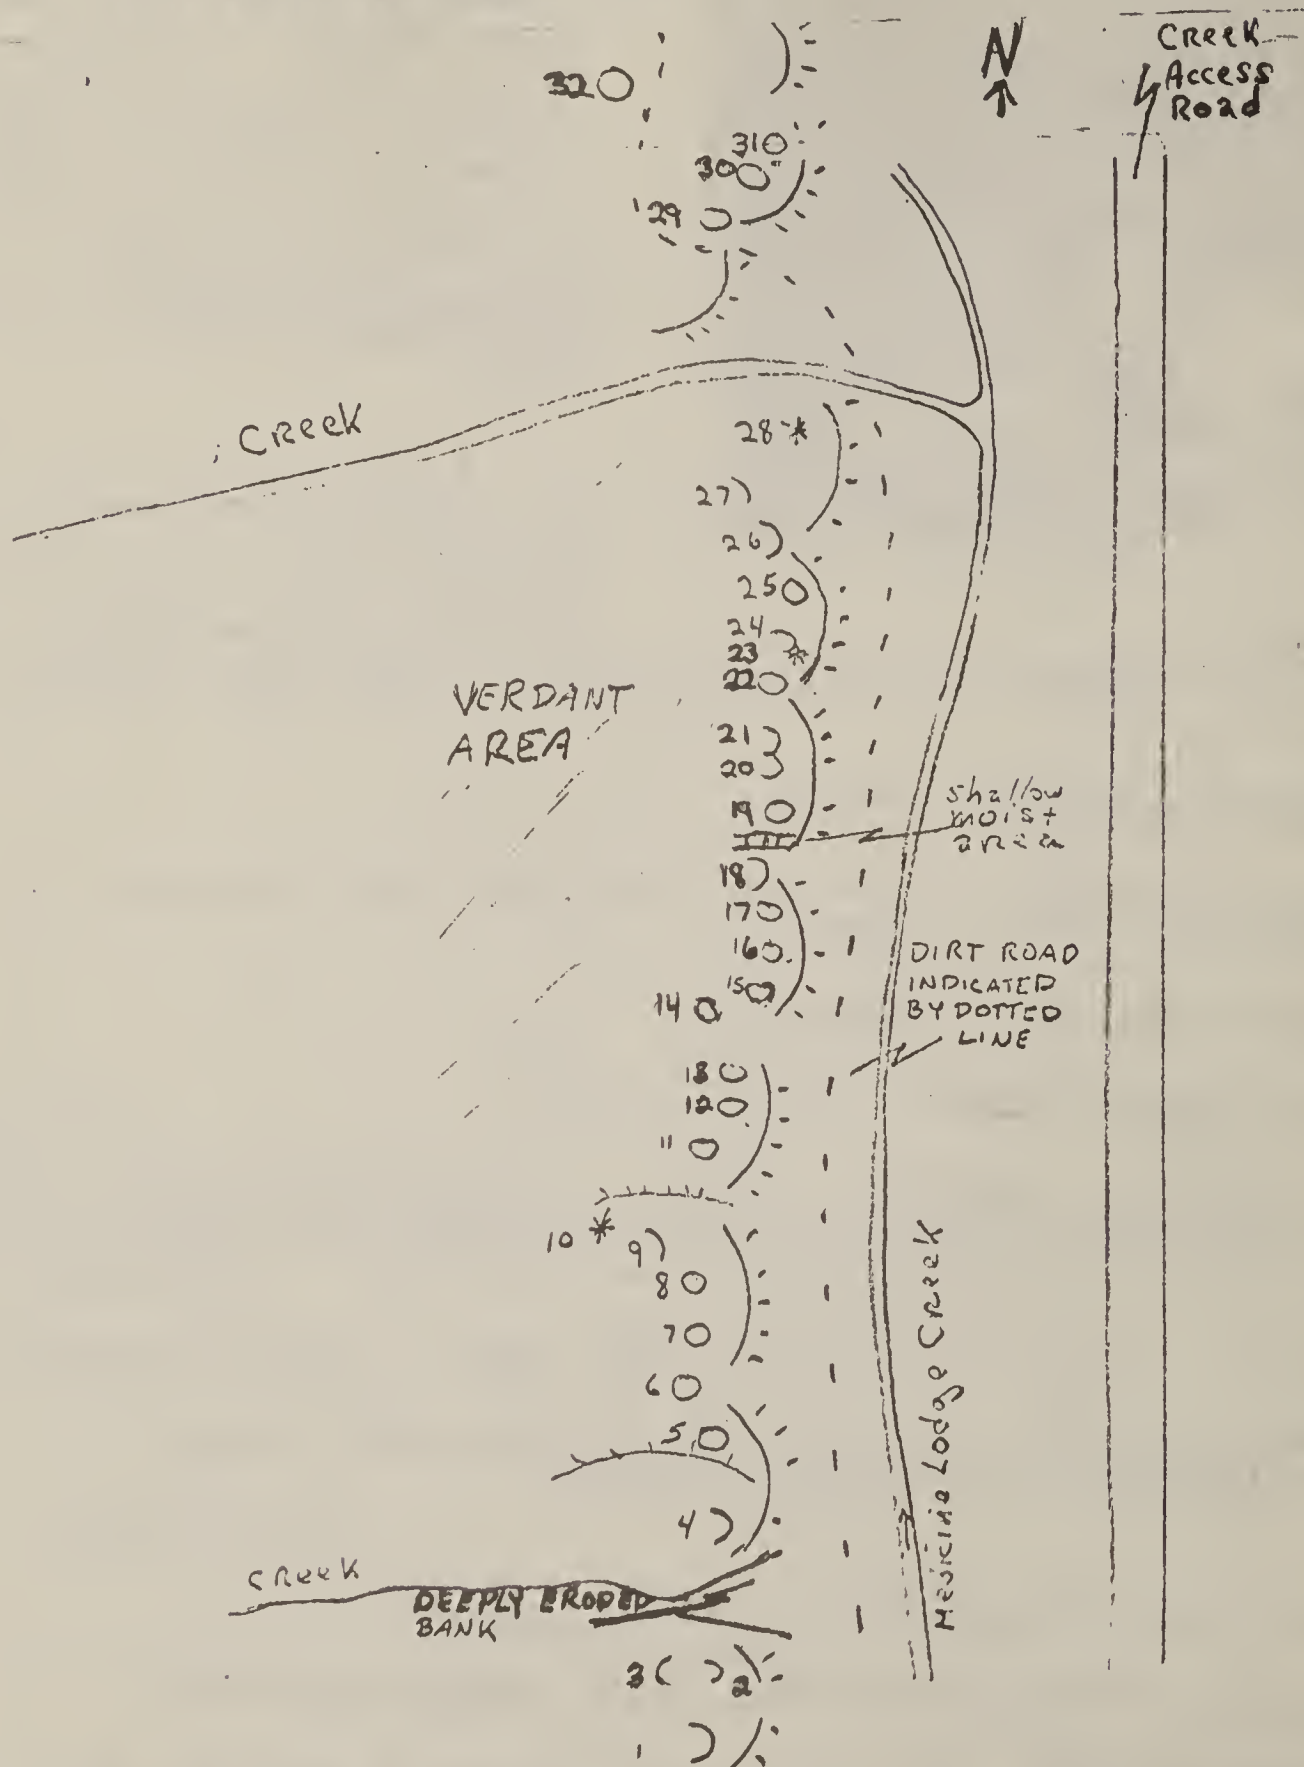 N
Creek
Access
Road
32
31
30
29
Creek
28
27
26
25
24
23
22
VERDANT
AREA
21
20
19
shallow
moist
area
18
17
16
15
14
DIRT ROAD
INDICATED
BY DOTTED
LINE
13
12
11
10
9
8
7
6
5
4
Medicine Lodge Creek
Creek
DEEPLY ERODED
BANK
3
2
1